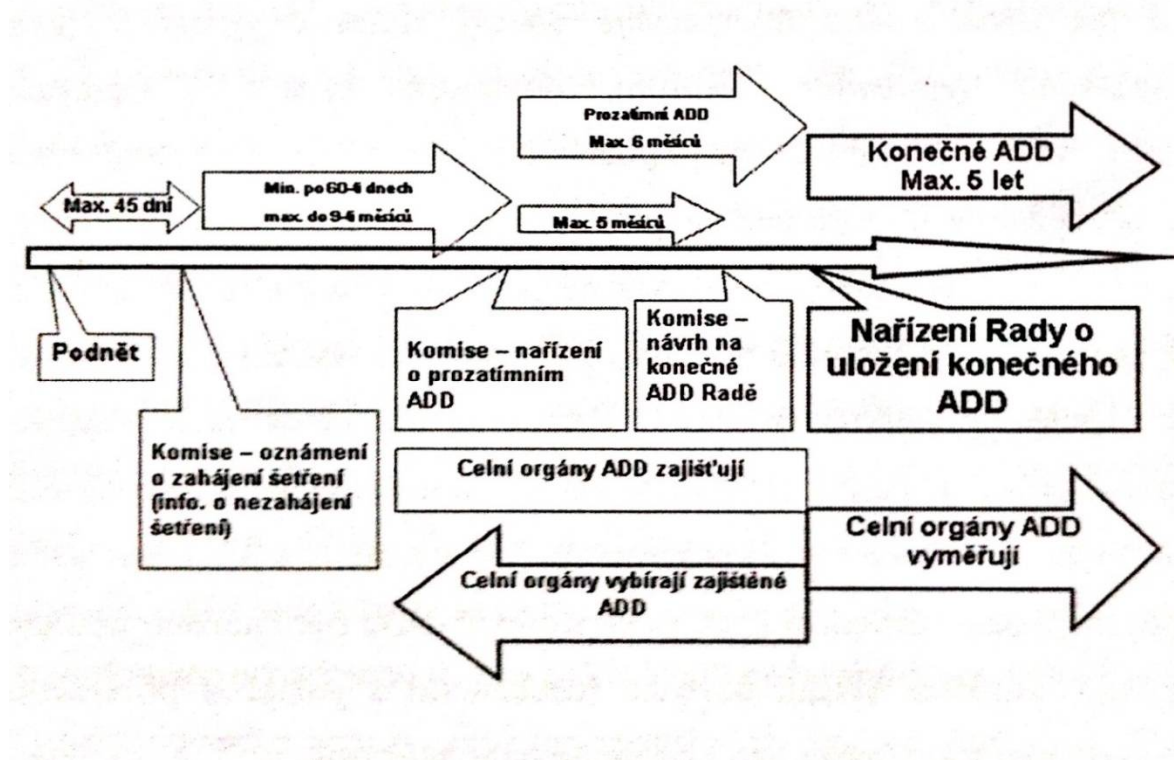 Prozatimní ADD
Max. 6 měsíců
Konečné ADD
Max. 5 let
Max. 45 dní
Min. po 60-ti dnech
max. do 9-ti měsíců
Max. 5 měsíců
Podnět
Komise – oznámení
o zahájení šetření
(info. o nezahájení
šetření)
Komise – nařízení
o prozatímním
ADD
Komise –
návrh na
konečné
ADD Radě
Nařízení Rady o
uložení konečného
ADD
Celní orgány ADD zajišťují
Celní orgány vybírají zajištěné
ADD
Celní orgány ADD
vyměřují